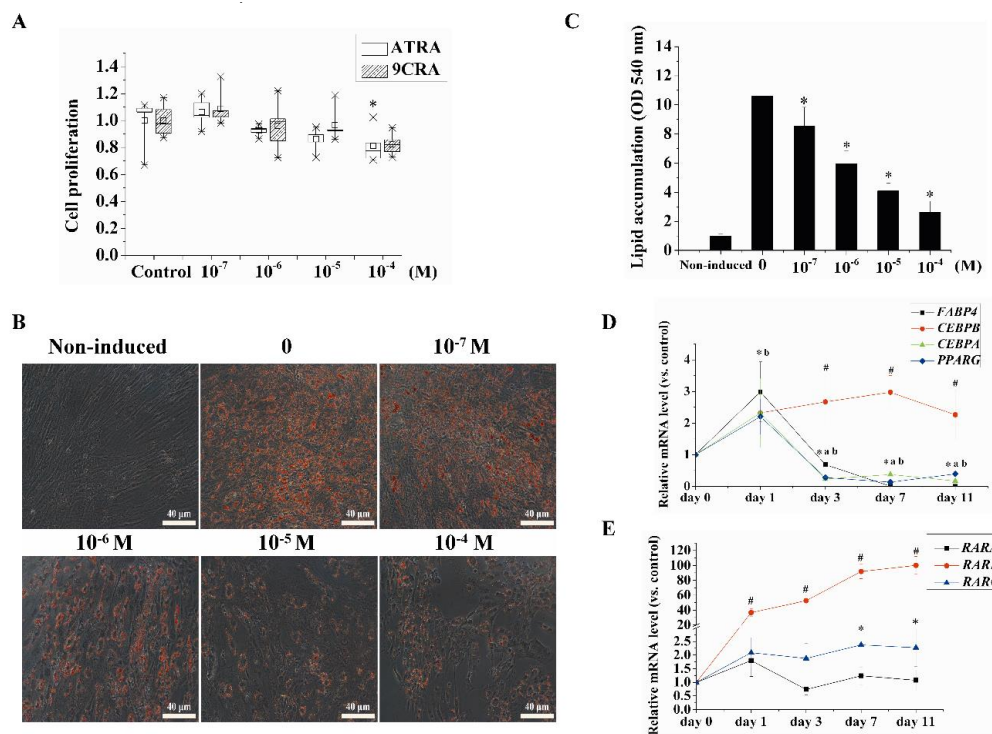 A
ATRA
9CRA
Cell proliferation
1.4
1.2
1.0
0.8
0.6
0.4
0.2
0.0
*
Control 10-7 10-6 10-5 10-4 (M)
C
Lipid accumulation (OD 540 nm)
14
12
10
8
6
4
2
0
* * * *
Non-induced 0 10-7 10-6 10-5 10-4 (M)
B
Non-induced 0 10-7 M
40 μm 40 μm 40 μm
10-6 M 10-5 M 10-4 M
40 μm 40 μm 40 μm
D
FABP4
CEBPB
CEBPA
PPARG
Relative mRNA level (vs. control)
4
3
2
1
0
* b # # #
* a b * a b * a b
day 0 day 1 day 3 day 7 day 11
E
Relative mRNA level (vs. control)
120
100
80
60
40
20
2.5
2.0
1.5
1.0
0.5
0.0
# # # #
* *
day 0 day 1 day 3 day 7 day 11